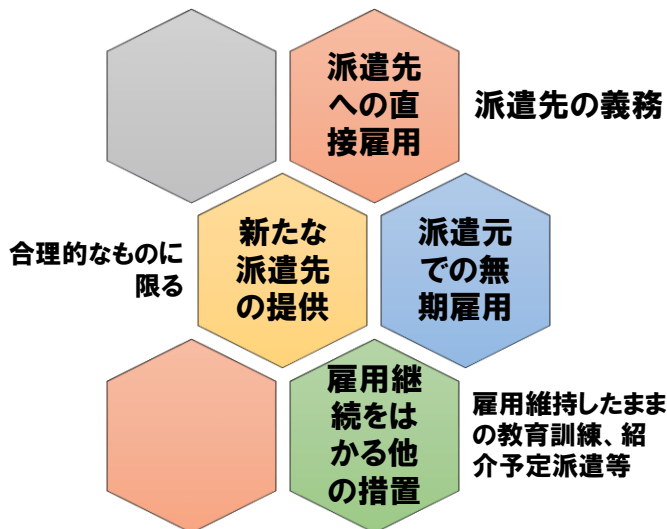 派遣先
への直
接雇用
派遣先の義務
合理的なものに
限る
新たな
派遣先
の提供
派遣元
での無
期雇用
雇用継
続をは
かる他
の措置
雇用維持したまま
の教育訓練、紹
介予定派遣等